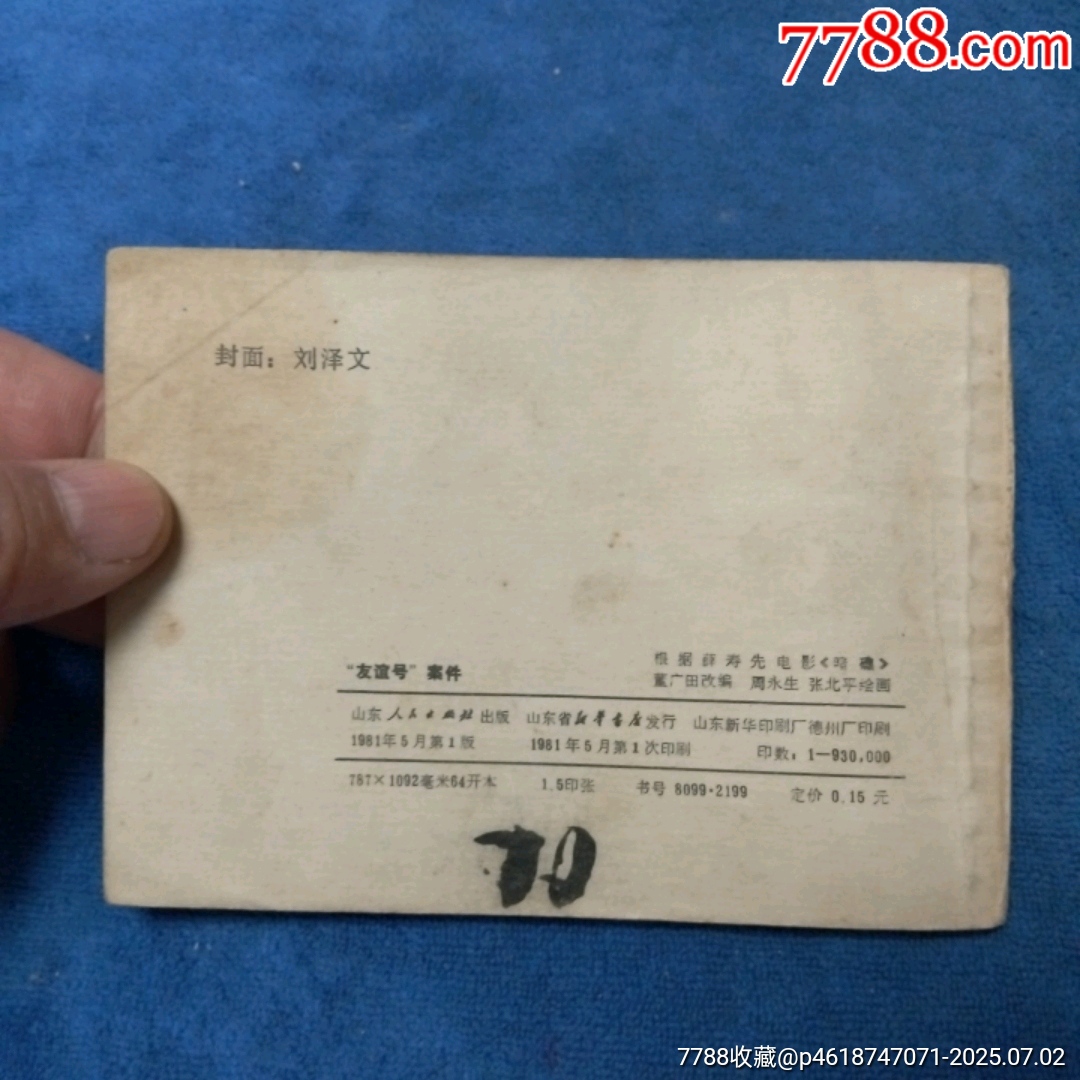 7788.com
封面：刘泽文
“友谊号”案件
根据薛寿先电影《暗礁》
董广田改编 周永生 张北平绘画
山东人民出版社出版 山东省新华书店发行 山东新华印刷厂德州厂印刷
1981年5月第1版 1981年5月第1次印刷 印数：1—930,000
787×1092毫米64开本 1.5印张 书号 8099·2199 定价 0.15 元
7788收藏@p4618747071-2025.07.02